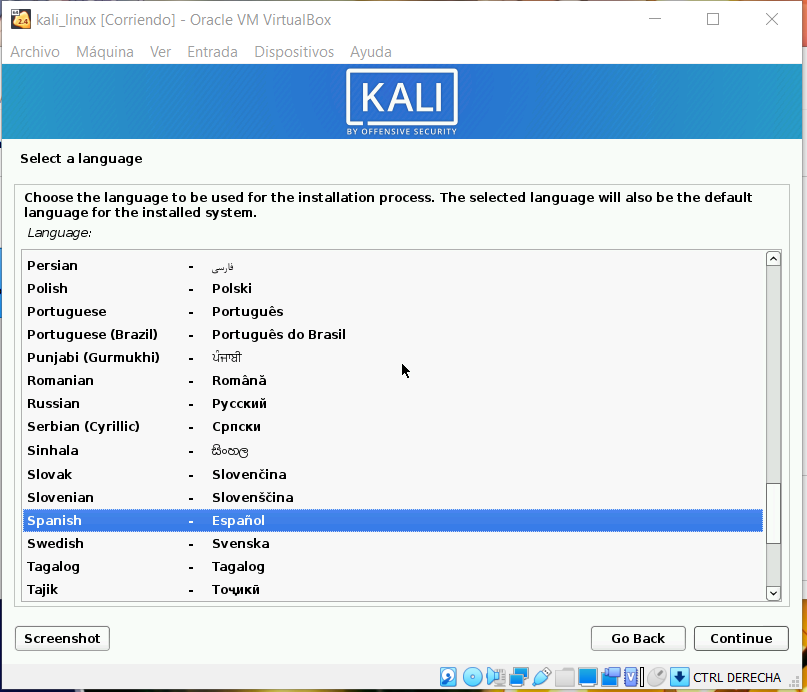 kali_linux [Corriendo] - Oracle VM VirtualBox
Archivo Máquina Ver Entrada Dispositivos Ayuda
KALI
BY OFFENSIVE SECURITY
Select a language
Choose the language to be used for the installation process. The selected language will also be the default
language for the installed system.
Language:
Persian - فارسی
Polish - Polski
Portuguese - Português
Portuguese (Brazil) - Português do Brasil
Punjabi (Gurmukhi) - ਪੰਜਾਬੀ
Romanian - Română
Russian - Русский
Serbian (Cyrillic) - Српски
Sinhala - සිංහල
Slovak - Slovenčina
Slovenian - Slovenščina
Spanish - Español
Swedish - Svenska
Tagalog - Tagalog
Tajik - Тоҷикӣ
Screenshot Go Back Continue
CTRL DERECHA